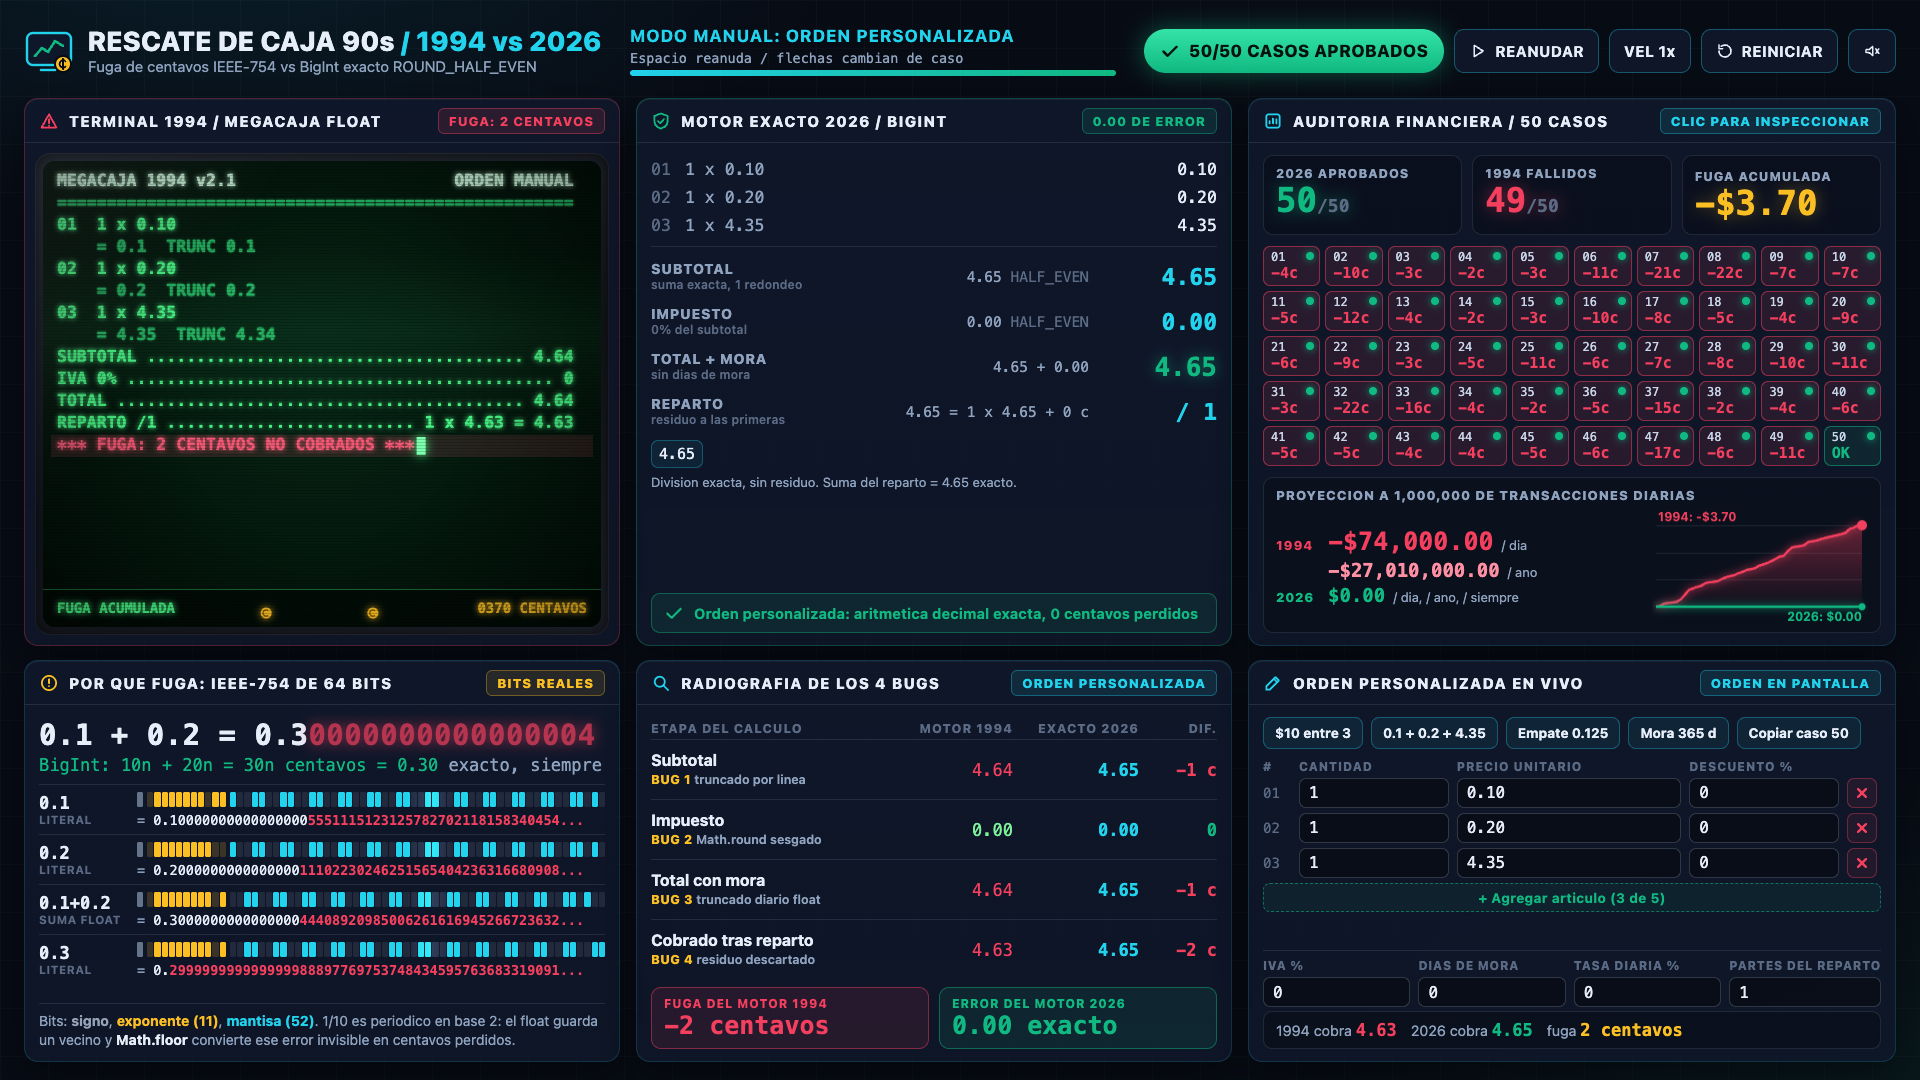 RESCATE DE CAJA 90s / 1994 vs 2026
Fuga de centavos IEEE-754 vs BigInt exacto ROUND_HALF_EVEN
MODO MANUAL: ORDEN PERSONALIZADA
Espacio reanuda / flechas cambian de caso
50/50 CASOS APROBADOS
REANUDAR
VEL 1x
REINICIAR
TERMINAL 1994 / MEGACAJA FLOAT
FUGA: 2 CENTAVOS
MEGACAJA 1994 v2.1 ORDEN MANUAL
====================================================
01 1 x 0.10
= 0.1 TRUNC 0.1
02 1 x 0.20
= 0.2 TRUNC 0.2
03 1 x 4.35
= 4.35 TRUNC 4.34
SUBTOTAL ...................................... 4.64
IVA 0% ........................................... 0
TOTAL ......................................... 4.64
REPARTO /1 ......................... 1 x 4.63 = 4.63
*** FUGA: 2 CENTAVOS NO COBRADOS ***
FUGA ACUMULADA 0370 CENTAVOS
MOTOR EXACTO 2026 / BIGINT
0.00 DE ERROR
01 1 x 0.10 0.10
02 1 x 0.20 0.20
03 1 x 4.35 4.35
SUBTOTAL 4.65 HALF_EVEN 4.65
suma exacta, 1 redondeo
IMPUESTO 0.00 HALF_EVEN 0.00
0% del subtotal
TOTAL + MORA 4.65 + 0.00 4.65
sin dias de mora
REPARTO 4.65 = 1 x 4.65 + 0 c / 1
residuo a las primeras
4.65
Division exacta, sin residuo. Suma del reparto = 4.65 exacto.
Orden personalizada: aritmetica decimal exacta, 0 centavos perdidos
AUDITORIA FINANCIERA / 50 CASOS
CLIC PARA INSPECCIONAR
2026 APROBADOS
50/50
1994 FALLIDOS
49/50
FUGA ACUMULADA
−$3.70
01 02 03 04 05 06 07 08 09 10
−4c −10c −3c −2c −3c −11c −21c −22c −7c −7c
11 12 13 14 15 16 17 18 19 20
−5c −12c −4c −2c −3c −10c −8c −5c −4c −9c
21 22 23 24 25 26 27 28 29 30
−6c −9c −3c −5c −11c −6c −7c −8c −10c −11c
31 32 33 34 35 36 37 38 39 40
−3c −22c −16c −4c −2c −5c −15c −2c −4c −6c
41 42 43 44 45 46 47 48 49 50
−5c −5c −4c −4c −5c −6c −17c −6c −11c OK
PROYECCION A 1,000,000 DE TRANSACCIONES DIARIAS
1994 −$74,000.00 / dia
−$27,010,000.00 / ano
2026 $0.00 / dia, / ano, / siempre
1994: -$3.70
2026: $0.00
POR QUE FUGA: IEEE-754 DE 64 BITS
BITS REALES
0.1 + 0.2 = 0.30000000000000004
BigInt: 10n + 20n = 30n centavos = 0.30 exacto, siempre
0.1
LITERAL = 0.1000000000000000055511151231257827021181583404541...
0.2
LITERAL = 0.200000000000000011102230246251565404236316680908...
0.1+0.2
SUMA FLOAT = 0.300000000000000044408920985006261616945266723632...
0.3
LITERAL = 0.299999999999999988897769753748434595763683319091...
Bits: signo, exponente (11), mantisa (52). 1/10 es periodico en base 2: el float guarda
un vecino y Math.floor convierte ese error invisible en centavos perdidos.
RADIOGRAFIA DE LOS 4 BUGS
ORDEN PERSONALIZADA
ETAPA DEL CALCULO MOTOR 1994 EXACTO 2026 DIF.
Subtotal 4.64 4.65 −1 c
BUG 1 truncado por linea
Impuesto 0.00 0.00 0
BUG 2 Math.round sesgado
Total con mora 4.64 4.65 −1 c
BUG 3 truncado diario float
Cobrado tras reparto 4.63 4.65 −2 c
BUG 4 residuo descartado
FUGA DEL MOTOR 1994
−2 centavos
ERROR DEL MOTOR 2026
0.00 exacto
ORDEN PERSONALIZADA EN VIVO
ORDEN EN PANTALLA
$10 entre 3
0.1 + 0.2 + 4.35
Empate 0.125
Mora 365 d
Copiar caso 50
# CANTIDAD PRECIO UNITARIO DESCUENTO %
01 1 0.10 0
02 1 0.20 0
03 1 4.35 0
+ Agregar articulo (3 de 5)
IVA % DIAS DE MORA TASA DIARIA % PARTES DEL REPARTO
0 0 0 1
1994 cobra 4.63 2026 cobra 4.65 fuga 2 centavos